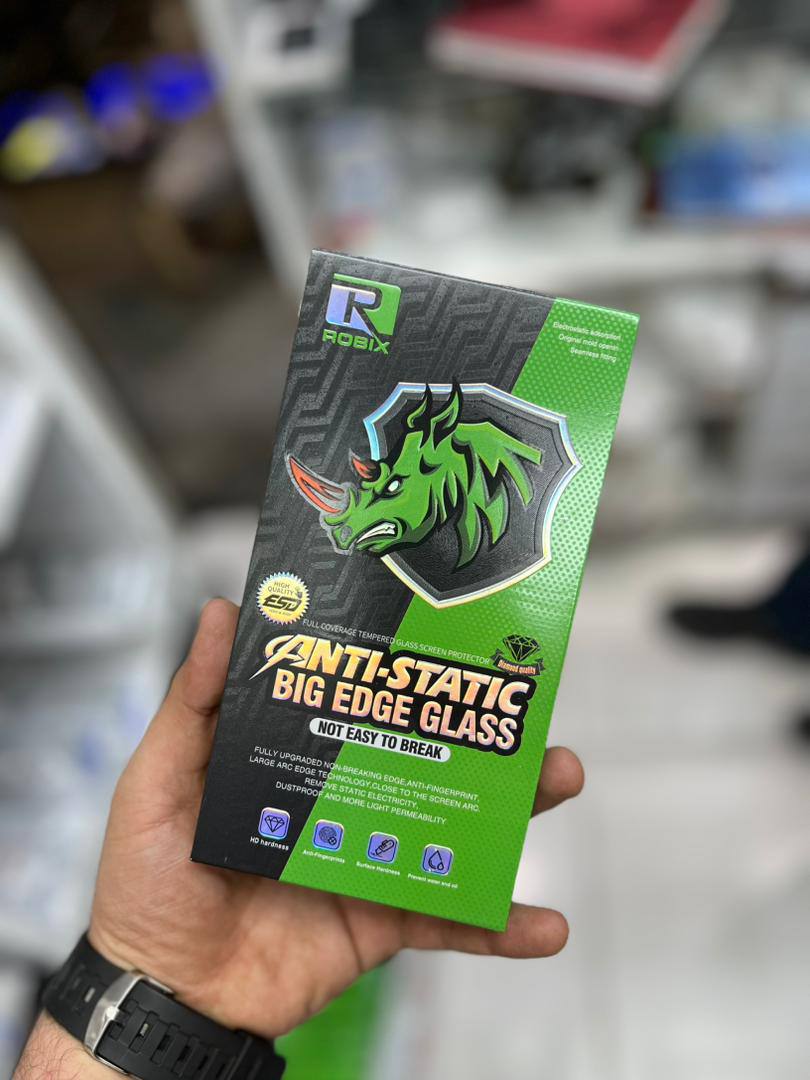 R
ROBIX
Electrostatic adsorption
Original mold openin
Seamless fitting
HIGH
QUALITY
ESD
FULL COVERAGE TEMPERED GLASS SCREEN PROTECTOR
Diamond quality
ANTI-STATIC
BIG EDGE GLASS
NOT EASY TO BREAK
FULLY UPGRADED NON-BREAKING EDGE,ANTI-FINGERPRINT,
LARGE ARC EDGE TECHNOLOGY,CLOSE TO THE SCREEN ARC.
REMOVE STATIC ELECTRICITY,
DUSTPROOF AND MORE LIGHT PERMEABILITY
HD hardness
Anti-Fingerprints
Surface Hardness
Prevent water and oil